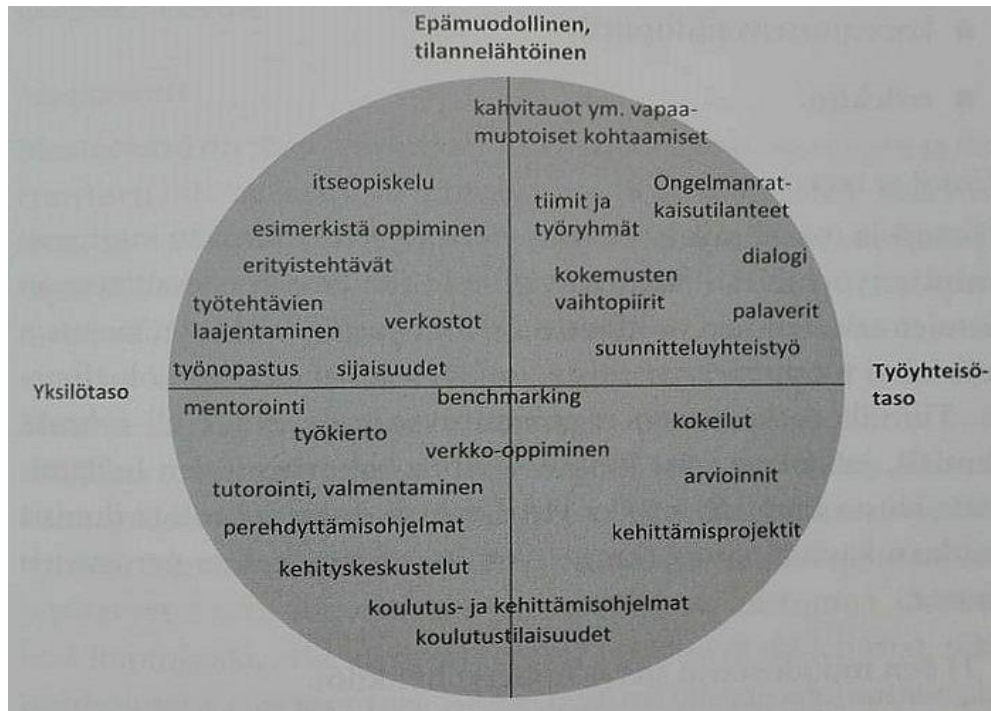 Epämuodollinen,
tilannelähtöinen
kahvitauot ym. vapaa-
muotoiset kohtaamiset
itseopiskelu
esimerkistä oppiminen
erityistehtävät
työtehtävien
laajentaminen
verkostot
työnopastus
sijaisuudet
tiimit ja
työryhmät
Ongelmanrat-
kaisutilanteet
dialogi
kokemusten
vaihtopiirit
palaverit
suunnitteluyhteistyö
Yksilötaso
Työyhteisö-
taso
mentorointi
benchmarking
työkierto
verkko-oppiminen
tutorointi, valmentaminen
perehdyttämisohjelmat
kehityskeskustelut
kokeilut
arvioinnit
kehittämisprojektit
koulutus- ja kehittämisohjelmat
koulutustilaisuudet